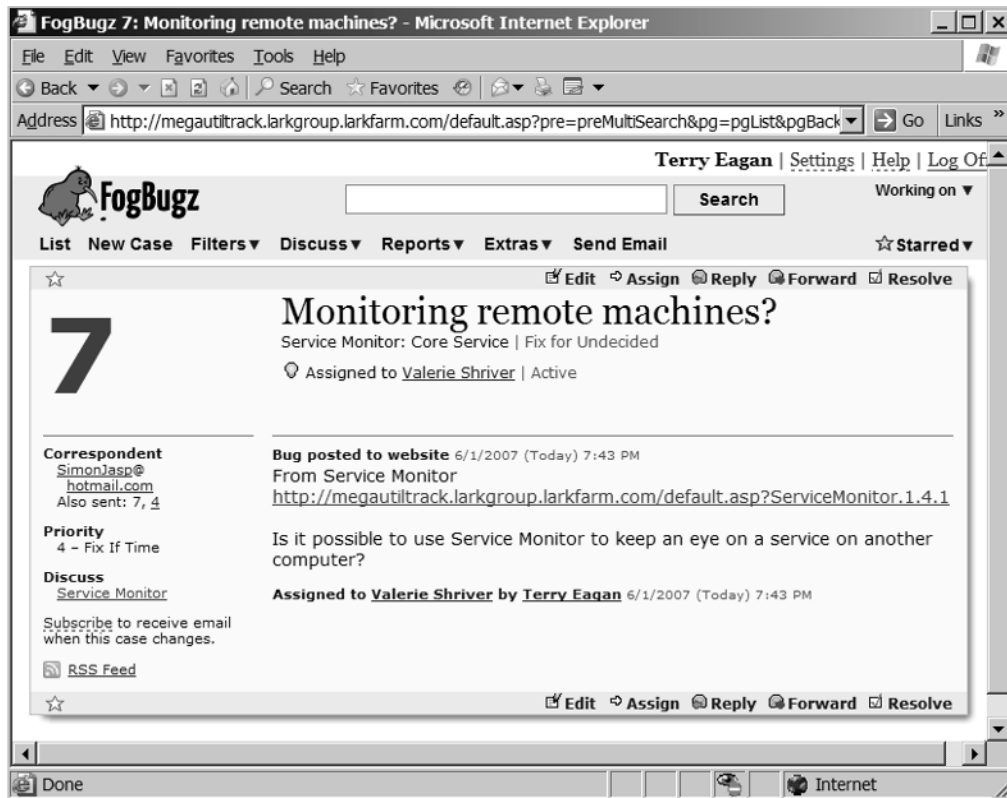 FogBugz 7: Monitoring remote machines? - Microsoft Internet Explorer
File Edit View Favorites Tools Help
Back Search Favorites
Address http://megautiltrack.larkgroup.larkfarm.com/default.asp?pre=preMultiSearch&pg=pgList&pgBack Go Links »
Terry Eagan | Settings | Help | Log Off
FogBugz Search Working on ▼
List New Case Filters▼ Discuss▼ Reports▼ Extras▼ Send Email ☆Starred▼
Edit Assign Reply Forward Resolve
7
Monitoring remote machines?
Service Monitor: Core Service | Fix for Undecided
Assigned to Valerie Shriver | Active
Correspondent
SimonJasp@
hotmail.com
Also sent: 7, 4
Priority
4 – Fix If Time
Discuss
Service Monitor
Subscribe to receive email
when this case changes.
RSS Feed
Bug posted to website 6/1/2007 (Today) 7:43 PM
From Service Monitor
http://megautiltrack.larkgroup.larkfarm.com/default.asp?ServiceMonitor.1.4.1
Is it possible to use Service Monitor to keep an eye on a service on another
computer?
Assigned to Valerie Shriver by Terry Eagan 6/1/2007 (Today) 7:43 PM
Edit Assign Reply Forward Resolve
Done Internet